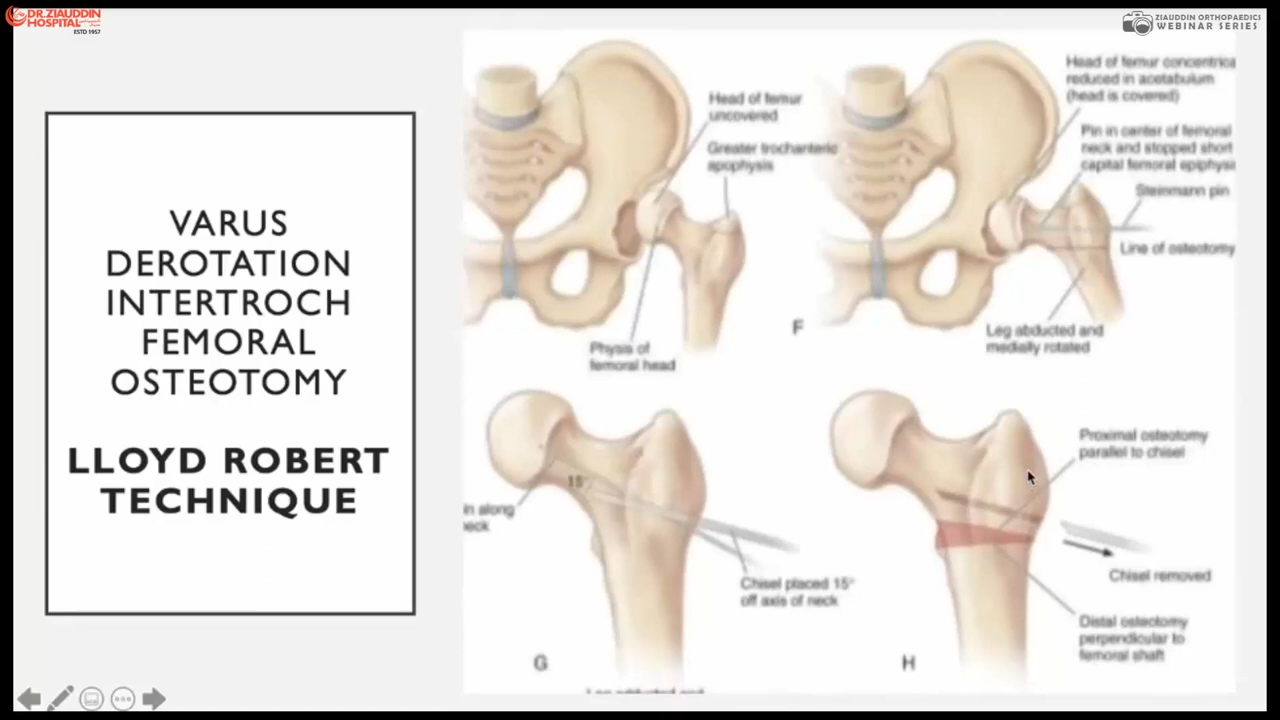 DR.ZIAUDDIN
HOSPITAL
ESTD 1957
ZIAUDDIN ORTHOPAEDICS
WEBINAR SERIES
VARUS
DEROTATION
INTERTROCH
FEMORAL
OSTEOTOMY
LLOYD ROBERT
TECHNIQUE
Head of femur
uncovered
Greater trochanteric
apophysis
Physis of
femoral head
F
Head of femur concentrica
reduced in acetabulum
(head is covered)
Pin in center of femoral
neck and stopped short
capital femoral epiphysi
Steinmann pin
Line of osteotomy
Leg abducted and
medially rotated
15°
in along
neck
Chisel placed 15°
off axis of neck
G
Proximal osteotomy
parallel to chisel
Chisel removed
Distal osteotomy
perpendicular to
femoral shaft
H